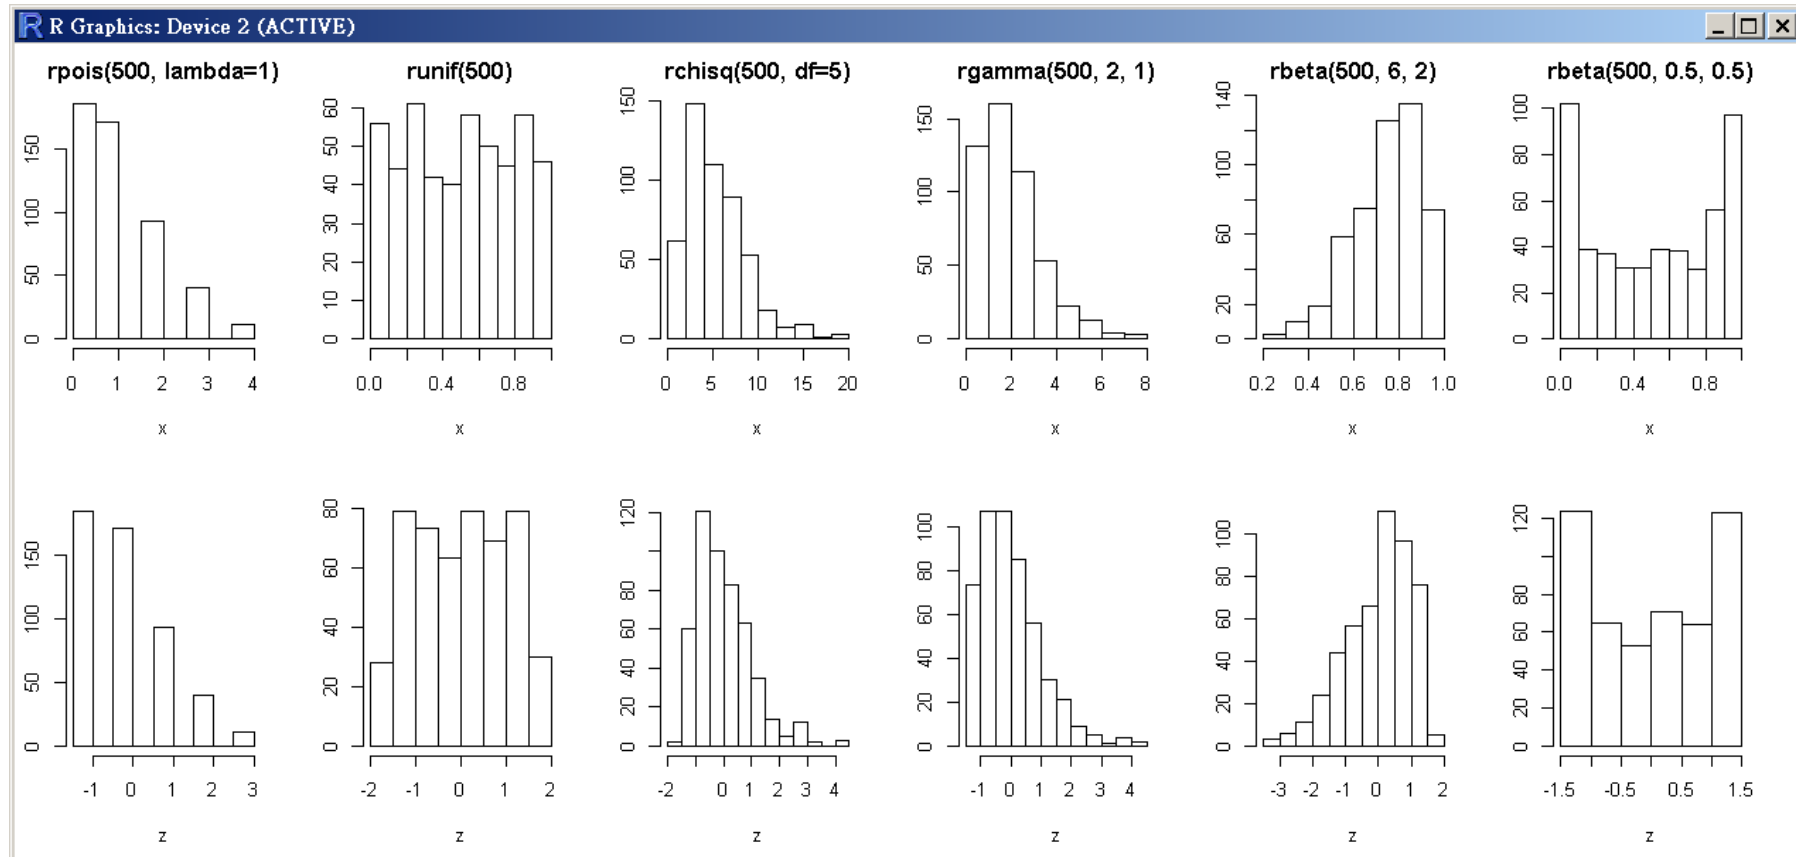 R R Graphics: Device 2 (ACTIVE)
rpois(500, lambda=1)
0 50 100 150
0 1 2 3 4
x
runif(500)
0 10 20 30 40 50 60
0.0 0.4 0.8
x
rchisq(500, df=5)
0 50 100 150
0 5 10 15 20
x
rgamma(500, 2, 1)
0 50 100 150
0 2 4 6 8
x
rbeta(500, 6, 2)
0 20 60 100 140
0.2 0.4 0.6 0.8 1.0
x
rbeta(500, 0.5, 0.5)
0 20 40 60 80 100
0.0 0.4 0.8
x
0 50 100 150
-1 0 1 2 3
z
0 20 40 60 80
-2 -1 0 1 2
z
0 20 40 60 80 120
-2 0 1 2 3 4
z
0 20 40 60 80 100
-1 0 1 2 3 4
z
0 20 40 60 80 100
-3 -2 -1 0 1 2
z
0 20 40 60 80 120
-1.5 -0.5 0.5 1.5
z